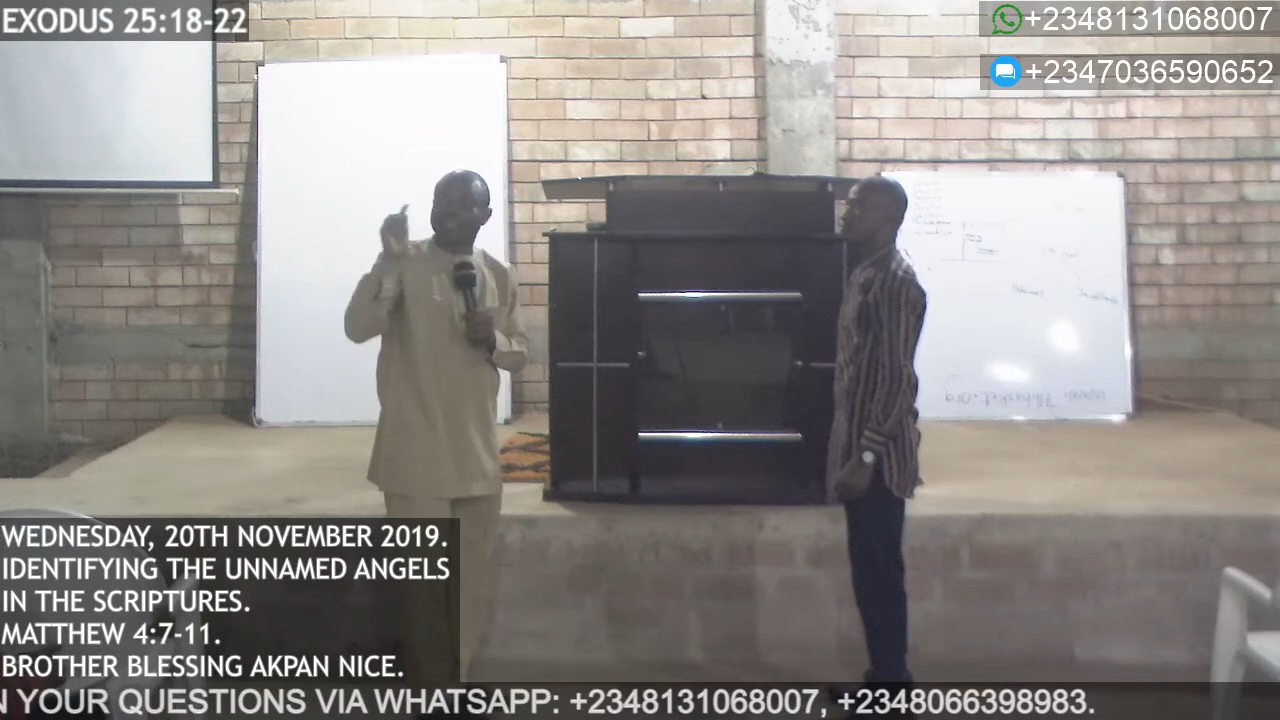 EXODUS 25:18-22
+2348131068007
+2347036590652
WEDNESDAY, 20TH NOVEMBER 2019.
IDENTIFYING THE UNNAMED ANGELS
IN THE SCRIPTURES.
MATTHEW 4:7-11.
BROTHER BLESSING AKPAN NICE.
YOUR QUESTIONS VIA WHATSAPP: +2348131068007, +2348066398983.